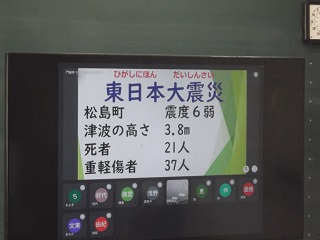 ひがしにほん だいしんさい
東日本大震災
松島町 震度６弱
津波の高さ 3.8m
死者 21人
重軽傷者 37人